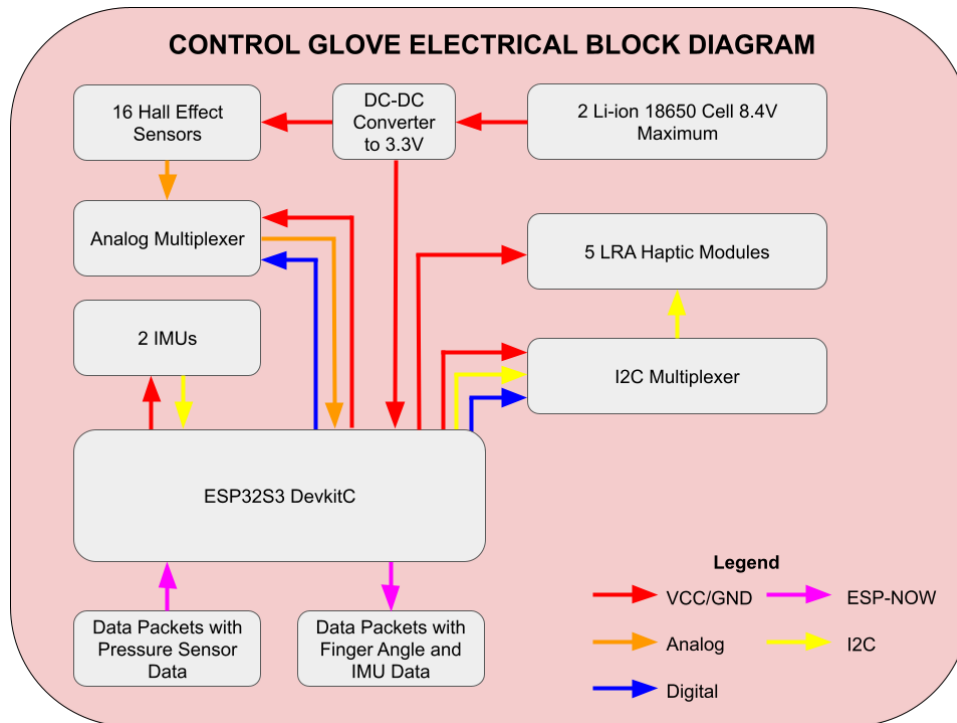 CONTROL GLOVE ELECTRICAL BLOCK DIAGRAM
16 Hall Effect
Sensors
DC-DC
Converter
to 3.3V
2 Li-ion 18650 Cell 8.4V
Maximum
Analog Multiplexer
5 LRA Haptic Modules
2 IMUs
I2C Multiplexer
ESP32S3 DevkitC
Data Packets with
Pressure Sensor
Data
Data Packets with
Finger Angle and
IMU Data
Legend
VCC/GND
ESP-NOW
Analog
I2C
Digital